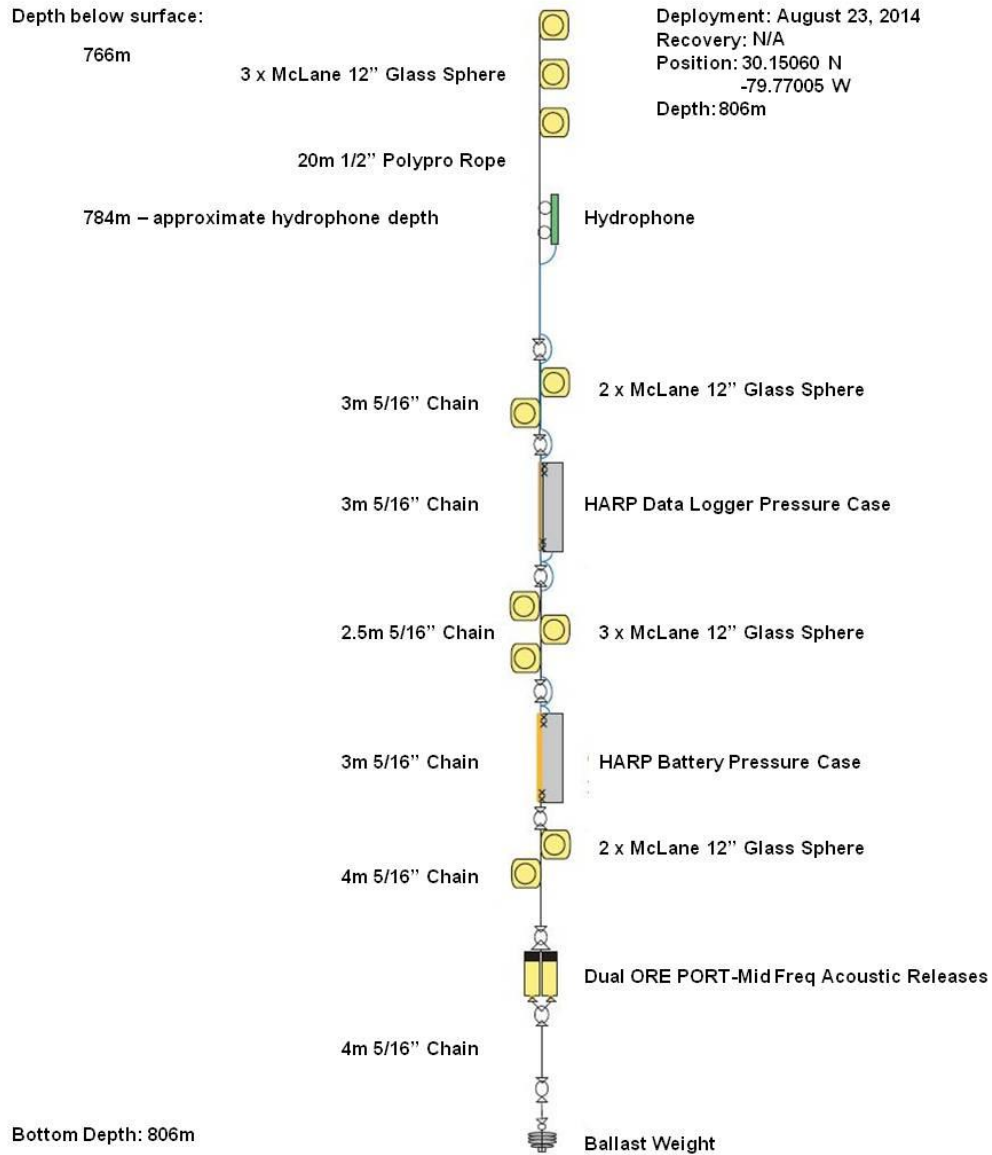 Depth below surface:
766m
Deployment: August 23, 2014
Recovery: N/A
Position: 30.15060 N
-79.77005 W
Depth: 806m
3 x McLane 12” Glass Sphere
20m 1/2” Polypro Rope
784m – approximate hydrophone depth
Hydrophone
2 x McLane 12” Glass Sphere
3m 5/16” Chain
3m 5/16” Chain
HARP Data Logger Pressure Case
2.5m 5/16” Chain
3 x McLane 12” Glass Sphere
3m 5/16” Chain
HARP Battery Pressure Case
2 x McLane 12” Glass Sphere
4m 5/16” Chain
Dual ORE PORT-Mid Freq Acoustic Releases
4m 5/16” Chain
Bottom Depth: 806m
Ballast Weight